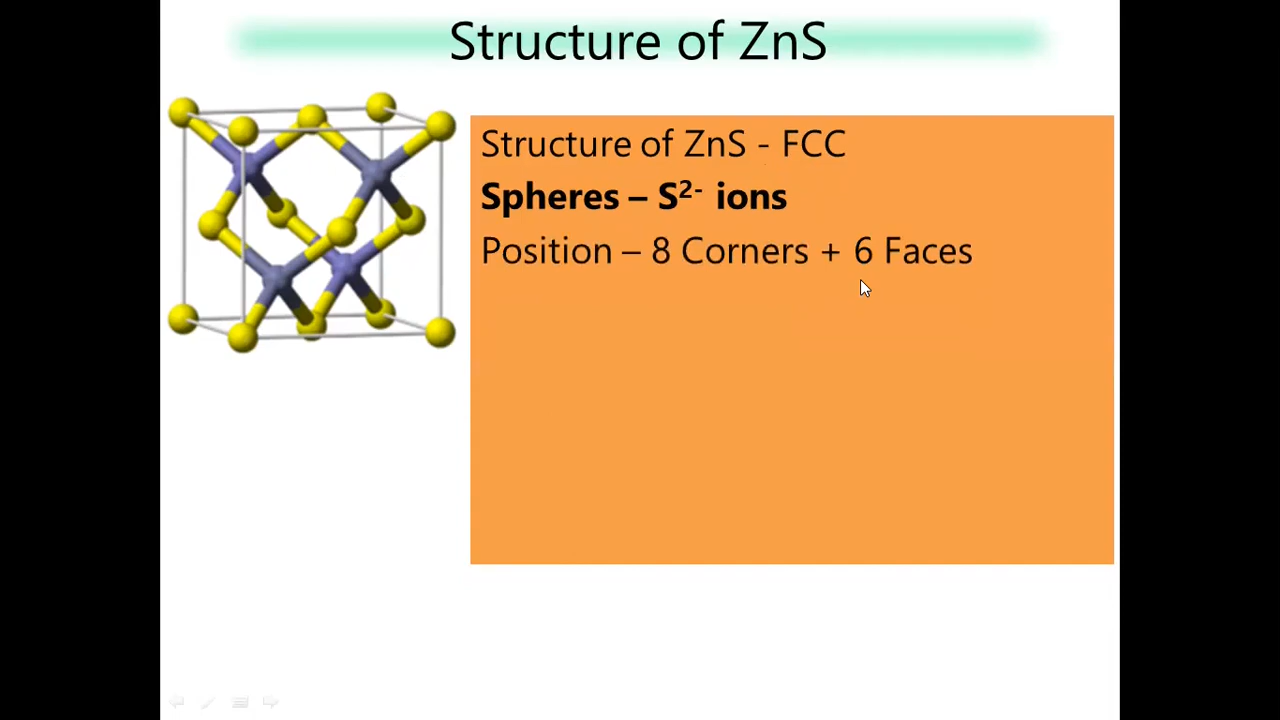 Structure of ZnS
Structure of ZnS - FCC
Spheres – S²⁻ ions
Position – 8 Corners + 6 Faces